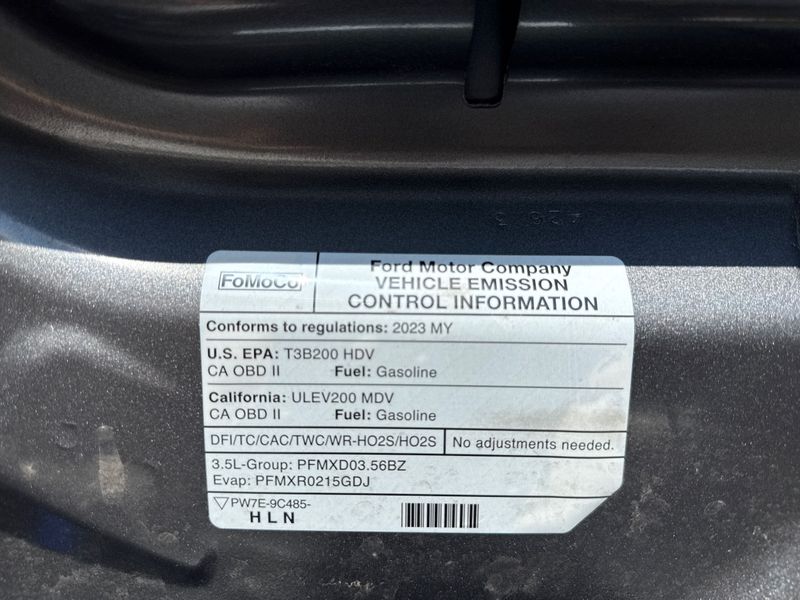 FoMoCo
Ford Motor Company
VEHICLE EMISSION
CONTROL INFORMATION
Conforms to regulations: 2023 MY
U.S. EPA: T3B200 HDV
CA OBD II Fuel: Gasoline
California: ULEV200 MDV
CA OBD II Fuel: Gasoline
DFI/TC/CAC/TWC/WR-HO2S/HO2S No adjustments needed.
3.5L-Group: PFMXD03.56BZ
Evap: PFMXR0215GDJ
PW7E-9C485-
HLN